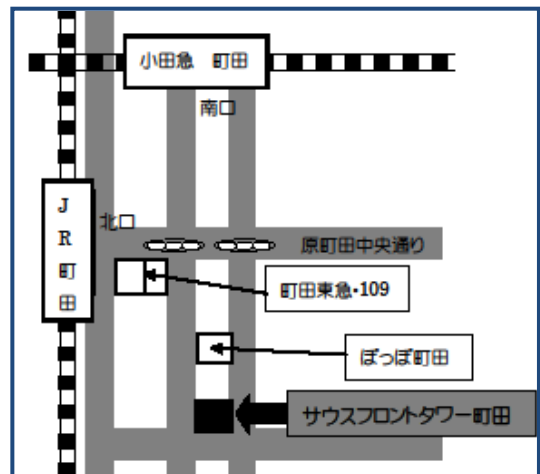 小田急　町田
南口
JR町田
北口
原町田中央通り
町田東急・109
ぽっぽ町田
サウスフロントタワー町田